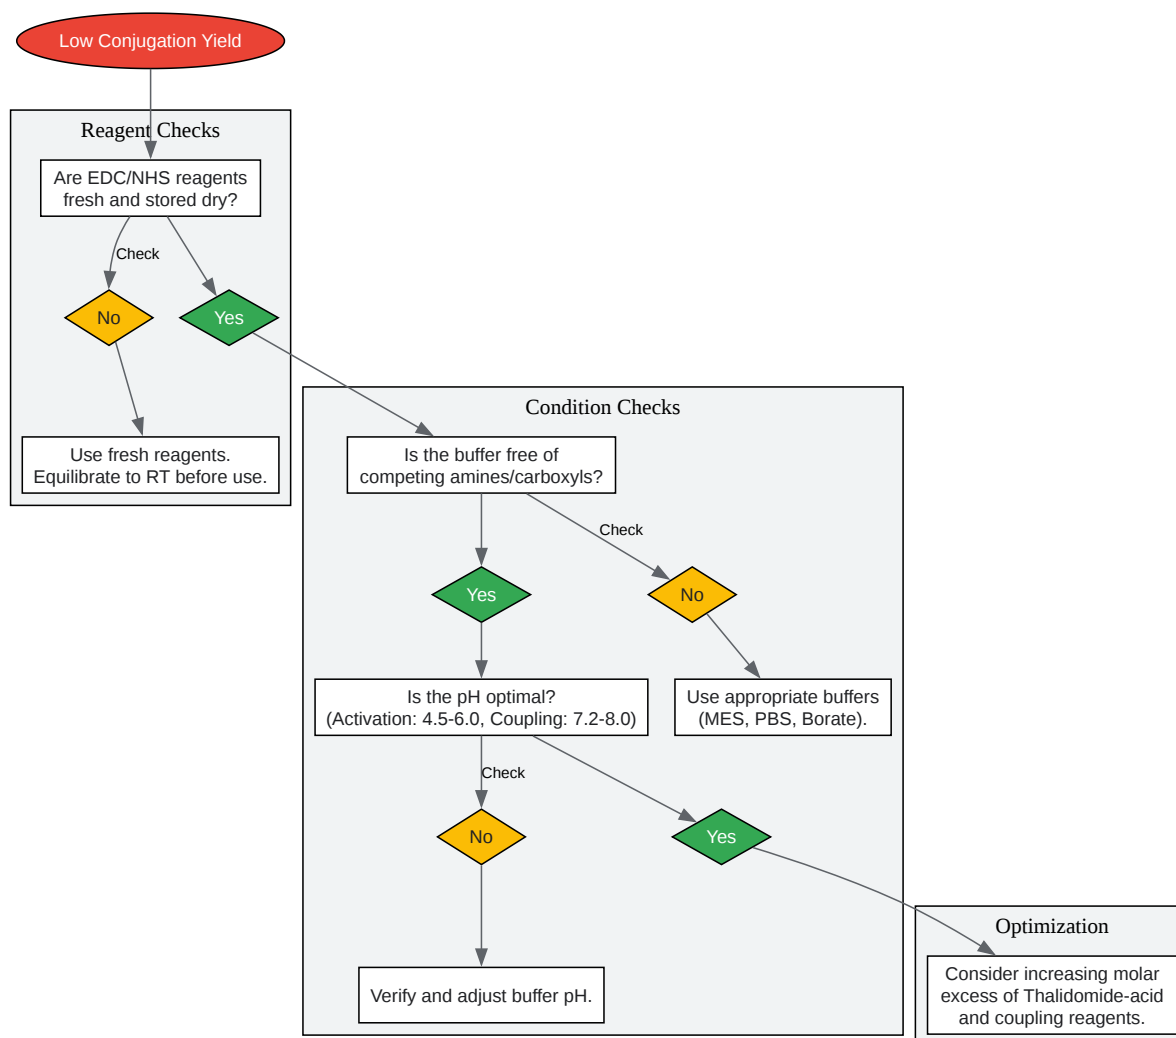 Low Conjugation Yield
Reagent Checks
Are EDC/NHS reagents
fresh and stored dry?
Check
No
Yes
Use fresh reagents.
Equilibrate to RT before use.
Condition Checks
Is the buffer free of
competing amines/carboxyls?
Check
Yes
No
Is the pH optimal?
(Activation: 4.5-6.0, Coupling: 7.2-8.0)
Use appropriate buffers
(MES, PBS, Borate).
Check
No
Yes
Verify and adjust buffer pH.
Optimization
Consider increasing molar
excess of Thalidomide-acid
and coupling reagents.